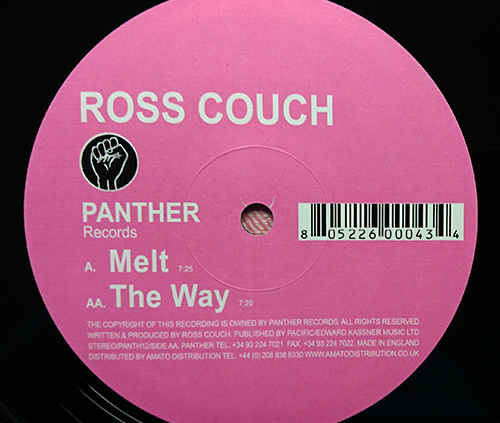 ROSS COUCH
PANTHER
Records
8 05226 00043 4
A. Melt 7:25
AA. The Way 7:20
THE COPYRIGHT OF THIS RECORDING IS OWNED BY PANTHER RECORDS. ALL RIGHTS RESERVED
WRITTEN & PRODUCED BY ROSS COUCH. PUBLISHED BY PACIFIC/EDWARD KASSNER MUSIC LTD
STEREO/PANTH12/SIDE AA. PANTHER TEL. +34 93 224 7021 FAX. +34 93 224 7022. MADE IN ENGLAND
DISTRIBUTED BY AMATO DISTRIBUTION TEL. +44 (0) 208 838 8330 WWW.AMATODISTRIBUTION.CO.UK